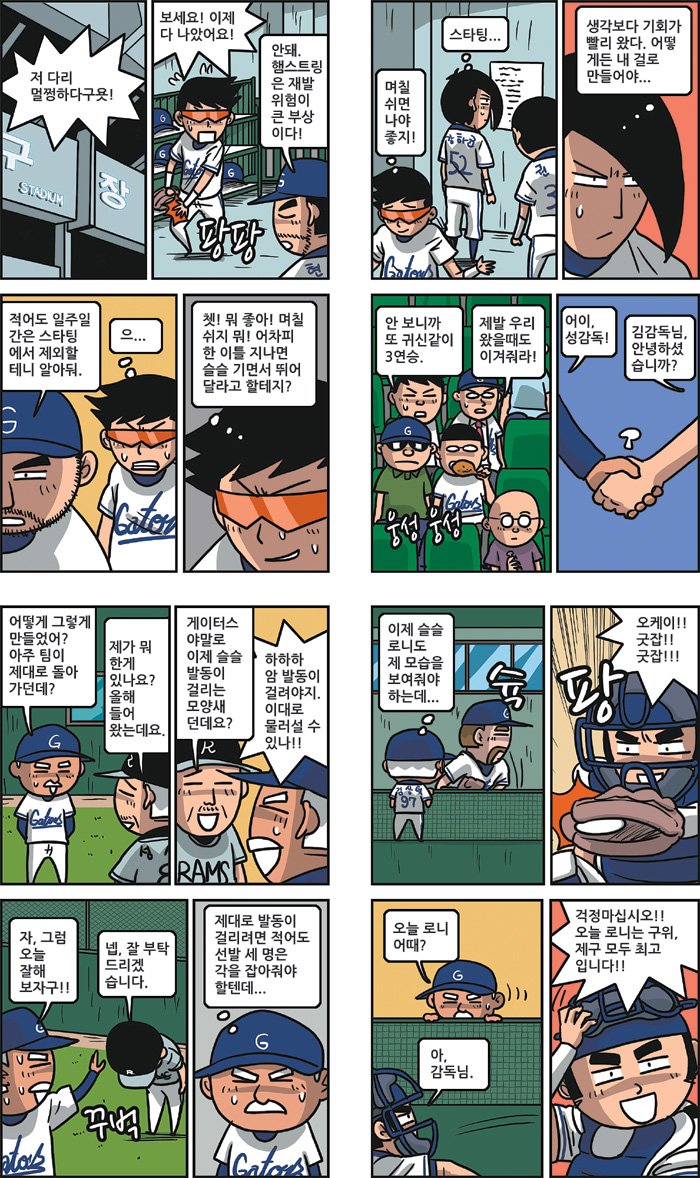 저 다리
멀쩡하다구욧!
구 장
STADIUM
보세요! 이제
다 나았어요!
안돼.
햄스트링
은 재발
위험이
큰 부상
이다!
팡팡
현
적어도 일주일
간은 스타팅
에서 제외할
테니 알아둬.
으...
G
Gators
쳇! 뭐 좋아! 며칠
쉬지 뭐! 어차피
한 이틀 지나면
슬슬 기면서 뛰어
달라고 할테지?
스타팅...
며칠
쉬면
나야
좋지!
52
3
Gators
생각보다 기회가
빨리 왔다. 어떻
게든 내 걸로
만들어야...
안 보니까
또 귀신같이
3연승.
제발 우리
왔을때도
이겨줘라!
G
Gators
웅성 웅성
어이,
성감독!
김감독님,
안녕하셨
습니까?
어떻게 그렇게
만들었어?
아주 팀이
제대로 돌아
가던데?
제가 뭐
한게
있나요?
올해
들어
왔는데요.
G
Gators
게이터스
야말로
이제 슬슬
발동이
걸리는
모양새
던데요?
하하하
암 발동이
걸려야지.
이대로
물러설 수
있나!!
R
RAMS
자, 그럼
오늘
잘해
보자구!!
넵, 잘 부탁
드리겠
습니다.
G
Gators
꾸벅
제대로 발동이
걸리려면 적어도
선발 세 명은
각을 잡아줘야
할텐데...
G
Gators
이제 슬슬
로니도
제 모습을
보여줘야
하는데...
슉
G
97
오케이!!
굿잡!!
굿잡!!!
팡
오늘 로니
어때?
G
아,
감독님.
걱정마십시오!!
오늘 로니는 구위,
제구 모두 최고
입니다!!